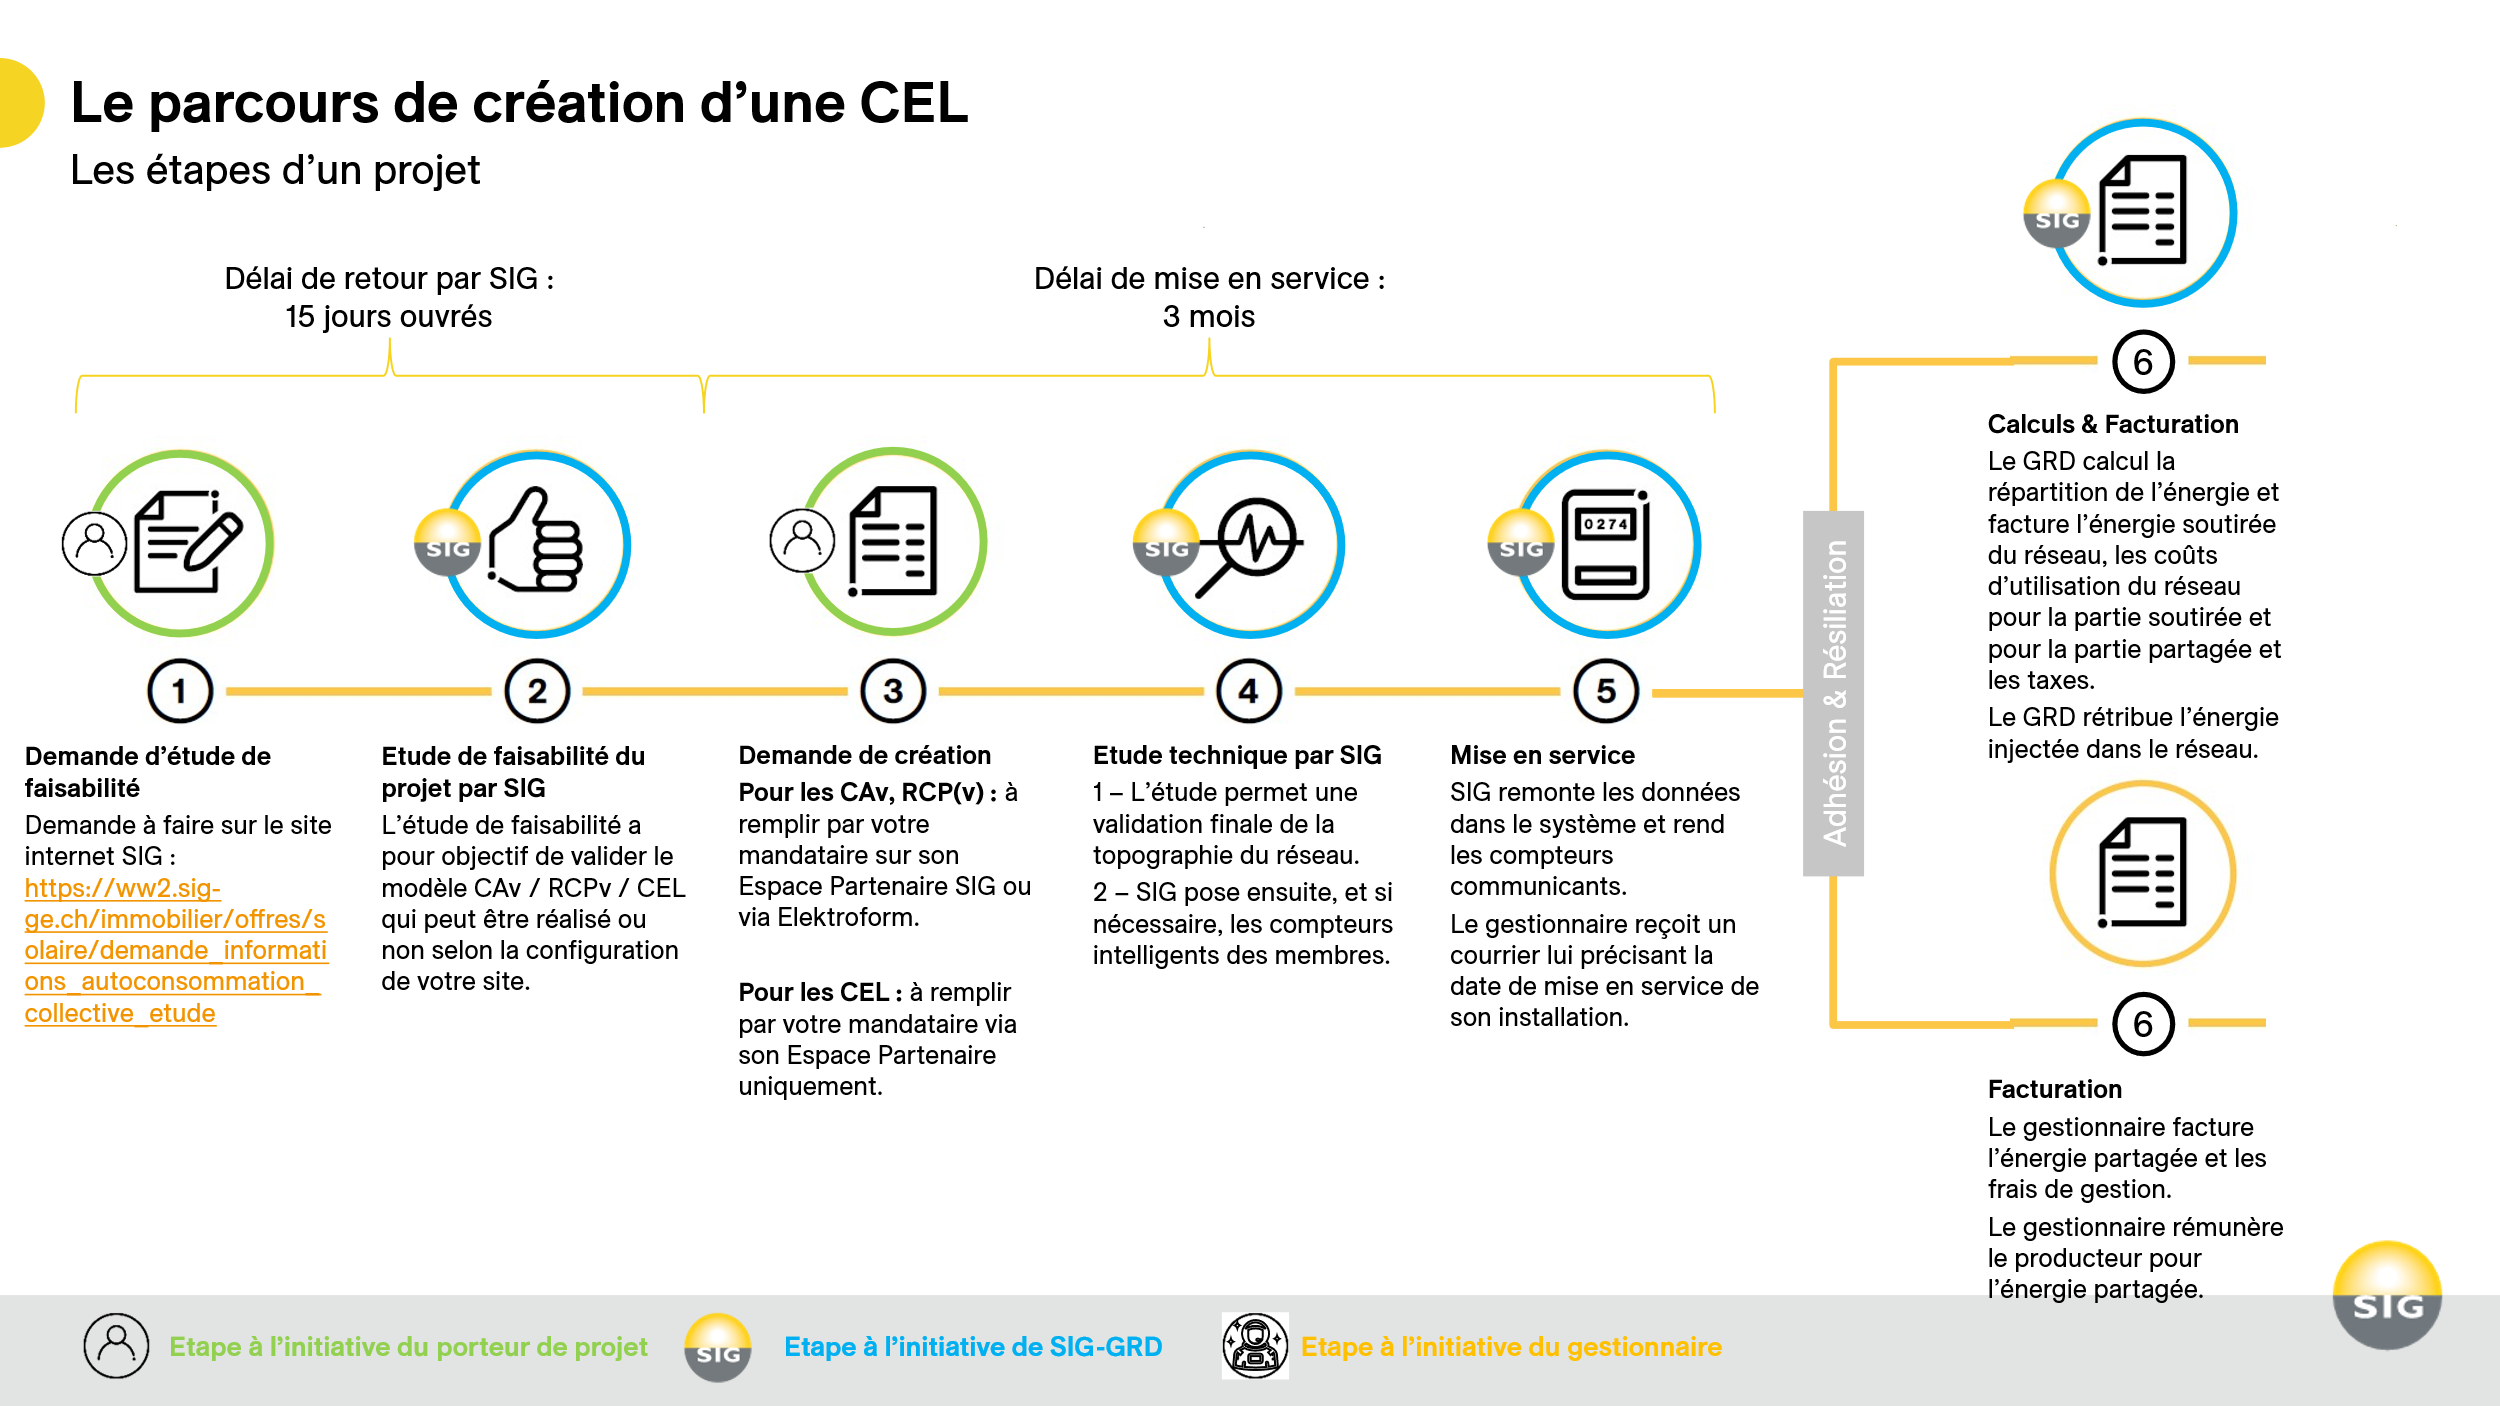 Le parcours de création d’une CEL
Les étapes d’un projet
Délai de retour par SIG :
15 jours ouvrés
Délai de mise en service :
3 mois
SIG
SIG
SIG
0274
SIG
1
2
3
4
5
Demande d’étude de
faisabilité
Demande à faire sur le site
internet SIG :
https://ww2.sig-
ge.ch/immobilier/offres/s
olaire/demande_informati
ons_autoconsommation_
collective_etude
Etude de faisabilité du
projet par SIG
L’étude de faisabilité a
pour objectif de valider le
modèle CAv / RCPv / CEL
qui peut être réalisé ou
non selon la configuration
de votre site.
Demande de création
Pour les CAv, RCP(v) : à
remplir par votre
mandataire sur son
Espace Partenaire SIG ou
via Elektroform.
Pour les CEL : à remplir
par votre mandataire via
son Espace Partenaire
uniquement.
Etude technique par SIG
1 – L’étude permet une
validation finale de la
topographie du réseau.
2 – SIG pose ensuite, et si
nécessaire, les compteurs
intelligents des membres.
Mise en service
SIG remonte les données
dans le système et rend
les compteurs
communicants.
Le gestionnaire reçoit un
courrier lui précisant la
date de mise en service de
son installation.
Adhésion & Résiliation
SIG
6
Calculs & Facturation
Le GRD calcul la
répartition de l’énergie et
facture l’énergie soutirée
du réseau, les coûts
d’utilisation du réseau
pour la partie soutirée et
pour la partie partagée et
les taxes.
Le GRD rétribue l’énergie
injectée dans le réseau.
6
Facturation
Le gestionnaire facture
l’énergie partagée et les
frais de gestion.
Le gestionnaire rémunère
le producteur pour
l’énergie partagée.
Etape à l’initiative du porteur de projet
SIG
Etape à l’initiative de SIG-GRD
Etape à l’initiative du gestionnaire
SIG